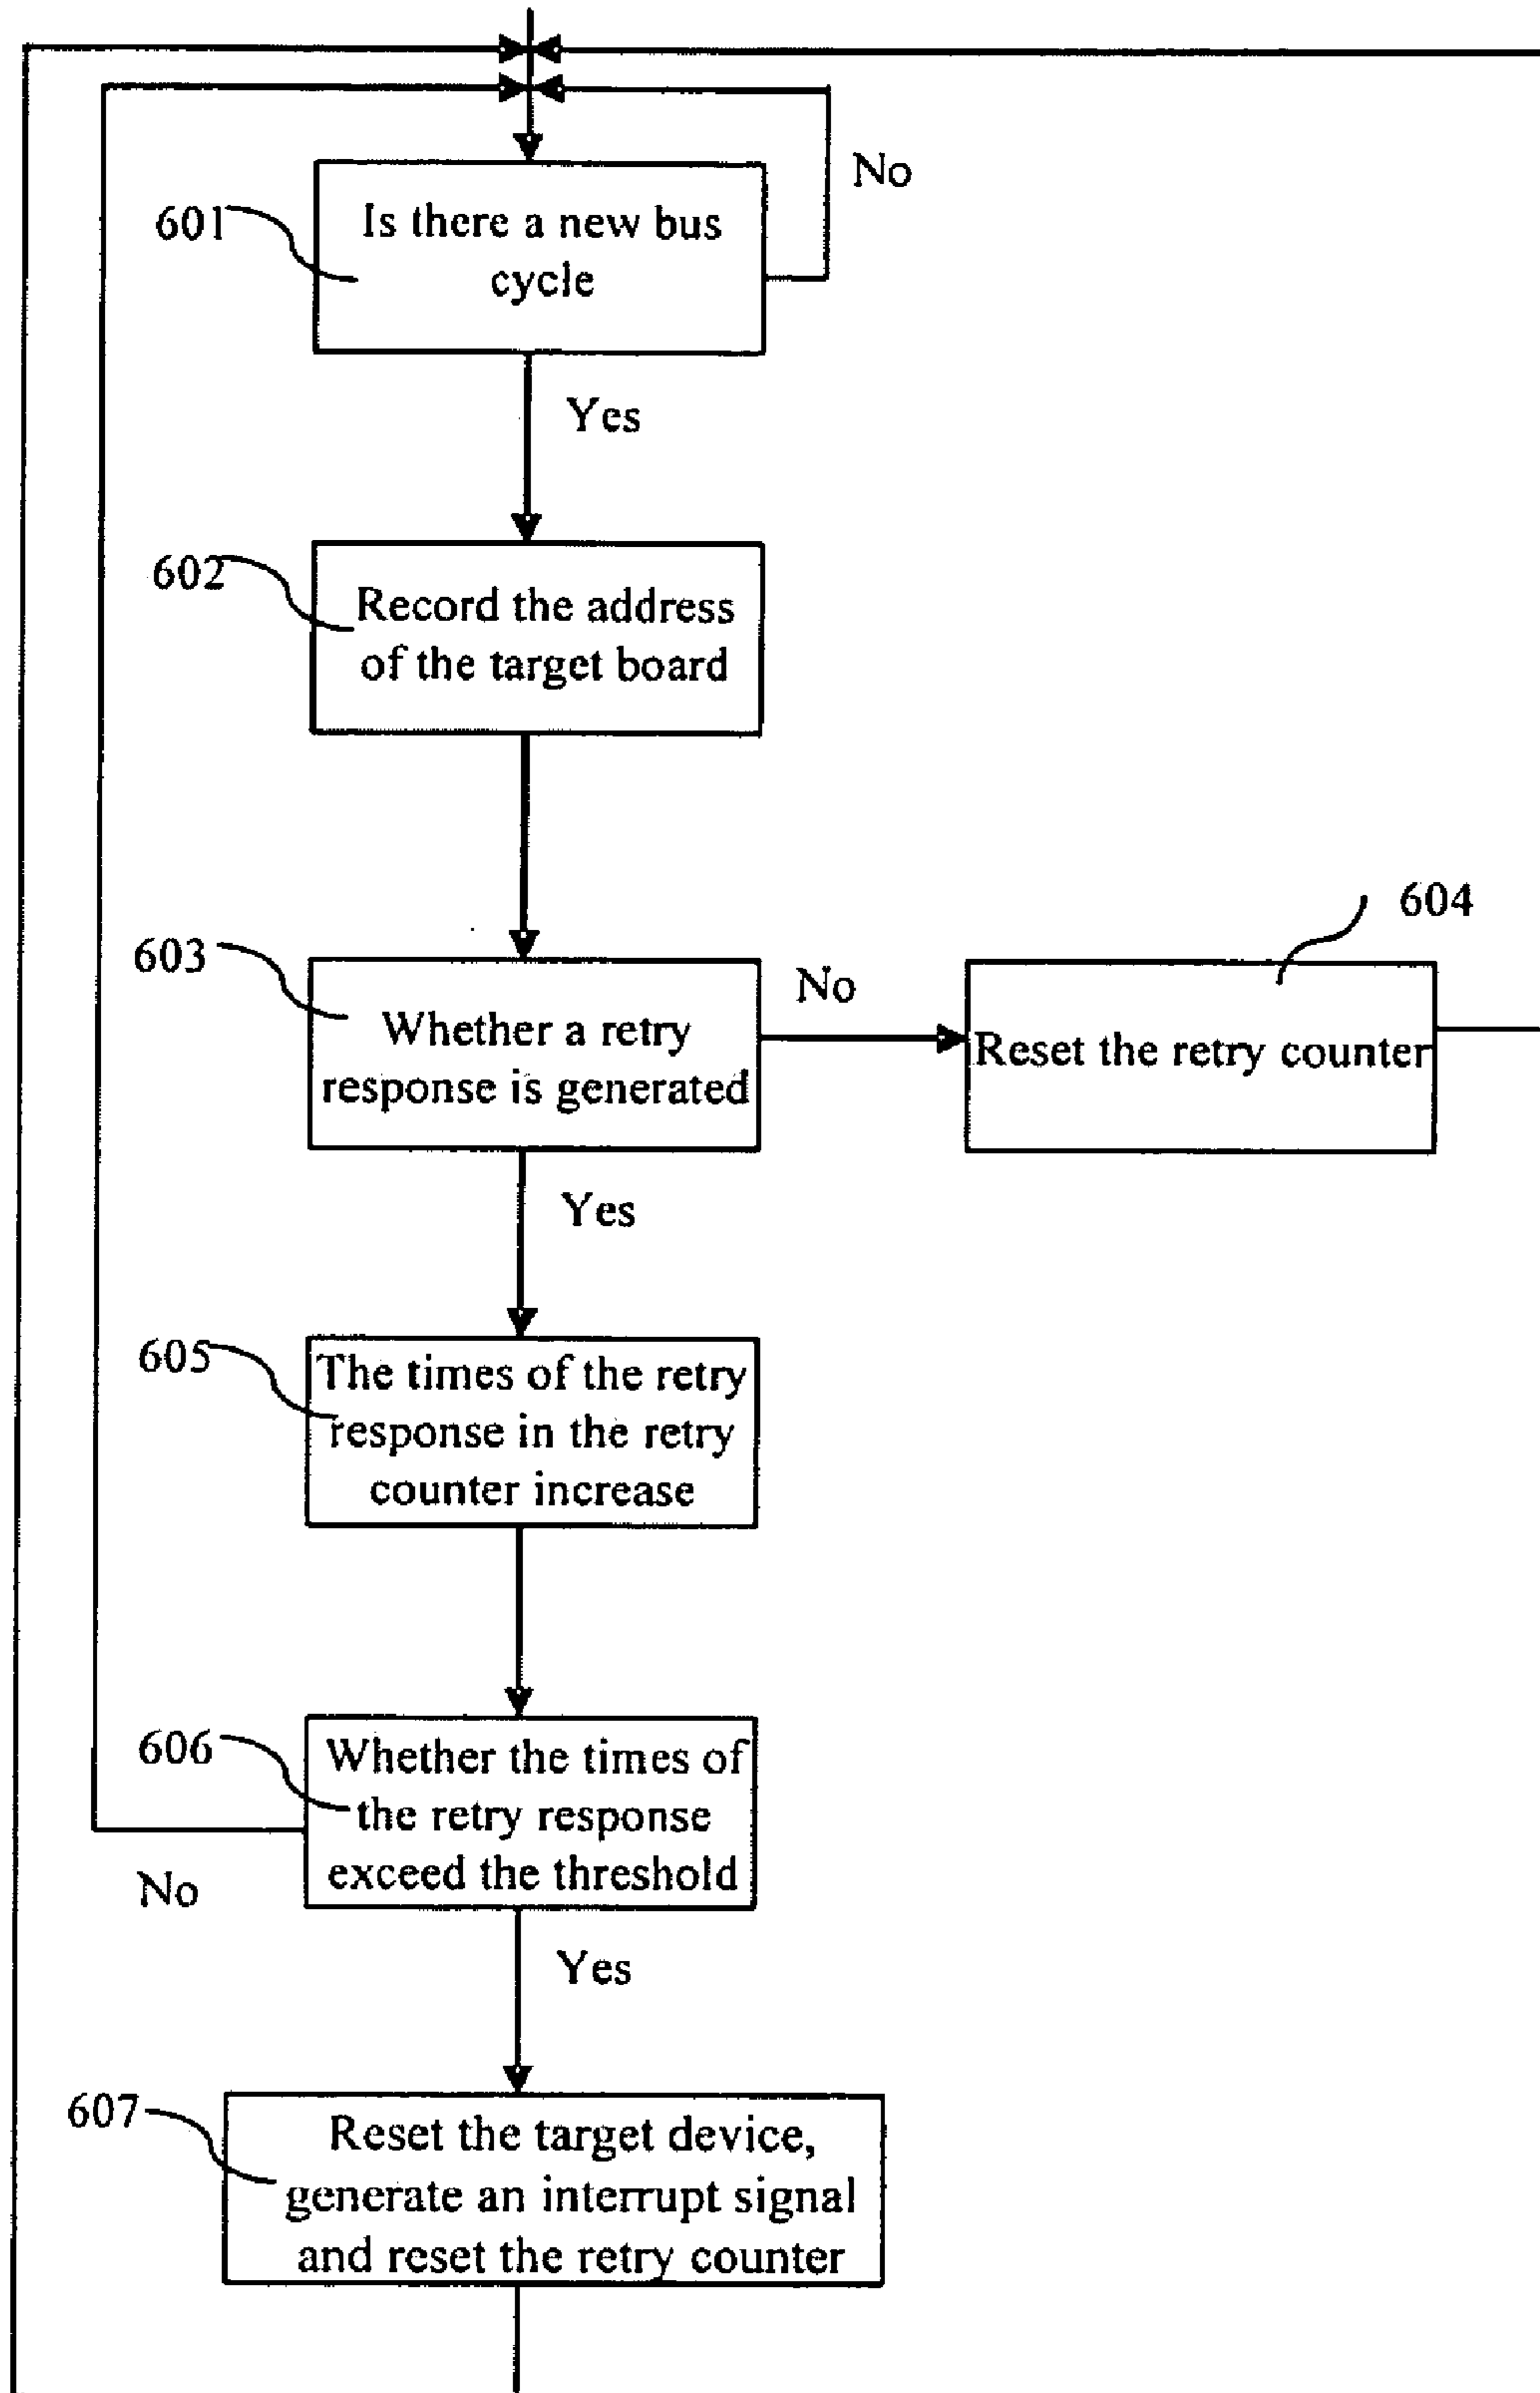 No
601
Is there a new bus
cycle
Yes
602
Record the address
of the target board
603
Whether a retry
response is generated
No
604
Reset the retry counter
Yes
605
The times of the retry
response in the retry
counter increase
606
Whether the times of
the retry response
exceed the threshold
No
Yes
607
Reset the target device,
generate an interrupt signal
and reset the retry counter